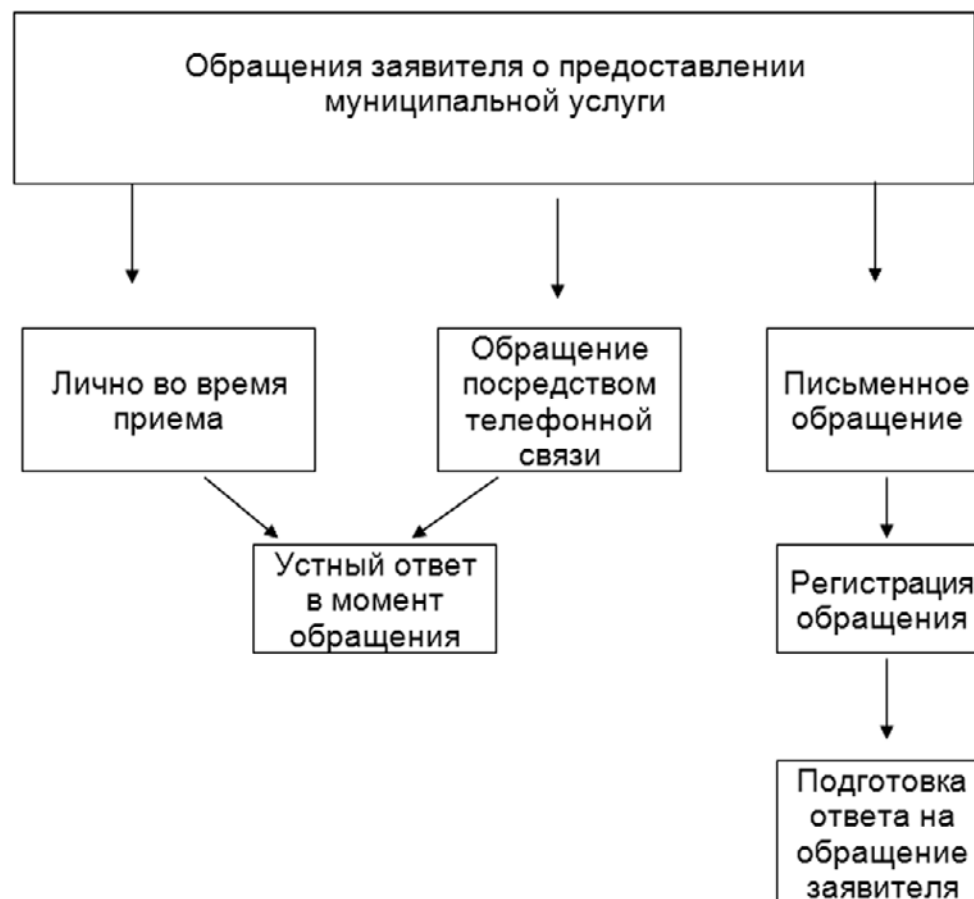 Обращения заявителя о предоставлении
муниципальной услуги
Лично во время
приема
Обращение
посредством
телефонной
связи
Письменное
обращение
Устный ответ
в момент
обращения
Регистрация
обращения
Подготовка
ответа на
обращение
заявителя